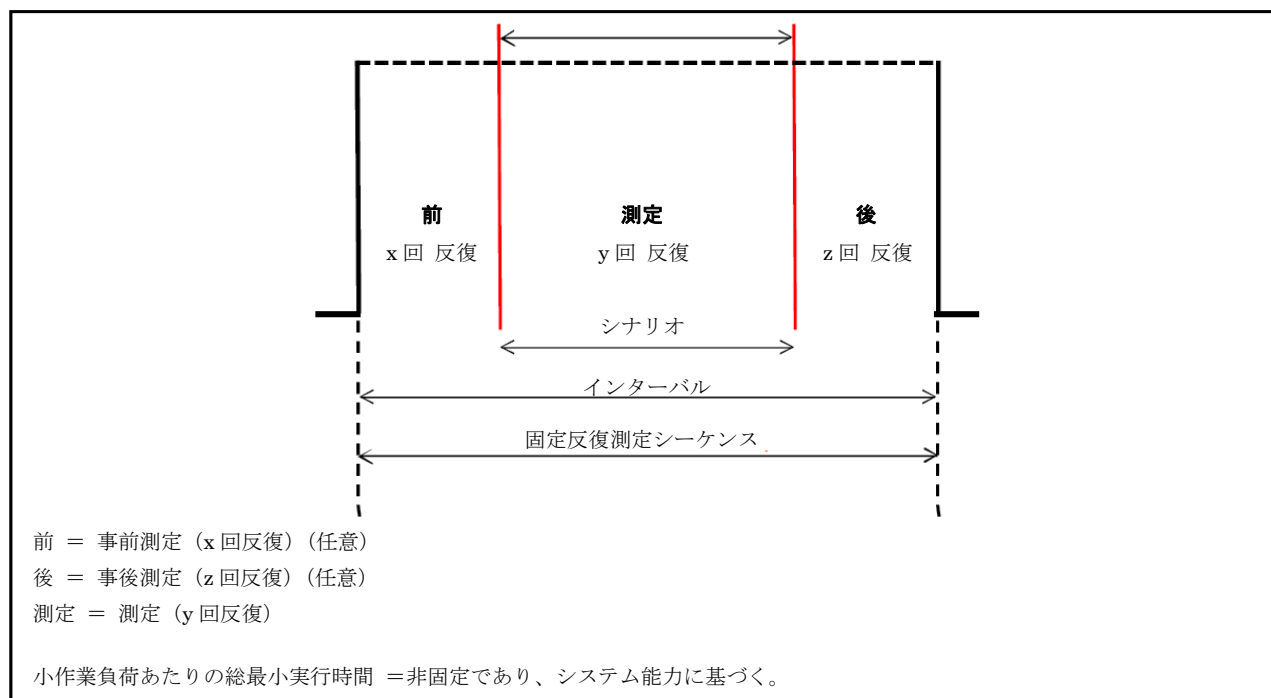 前 測定 後
x 回 反復 y 回 反復 z 回 反復
シナリオ
インターバル
固定反復測定シーケンス
前 = 事前測定（x 回反復）（任意）
後 = 事後測定（z 回反復）（任意）
測定 = 測定（y 回反復）
小作業負荷あたりの総最小実行時間 =非固定であり、システム能力に基づく。